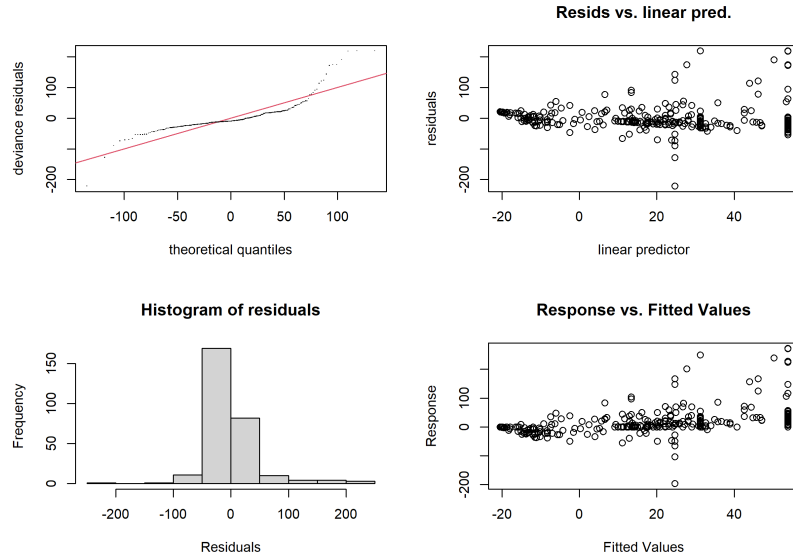 deviance residuals
-200 0 100
-100 -50 0 50 100
theoretical quantiles
Resids vs. linear pred.
residuals
-200 0 100
-20 0 20 40
linear predictor
Histogram of residuals
Frequency
0 50 100 150
-200 -100 0 100 200
Residuals
Response vs. Fitted Values
Response
-200 0 100
-20 0 20 40
Fitted Values